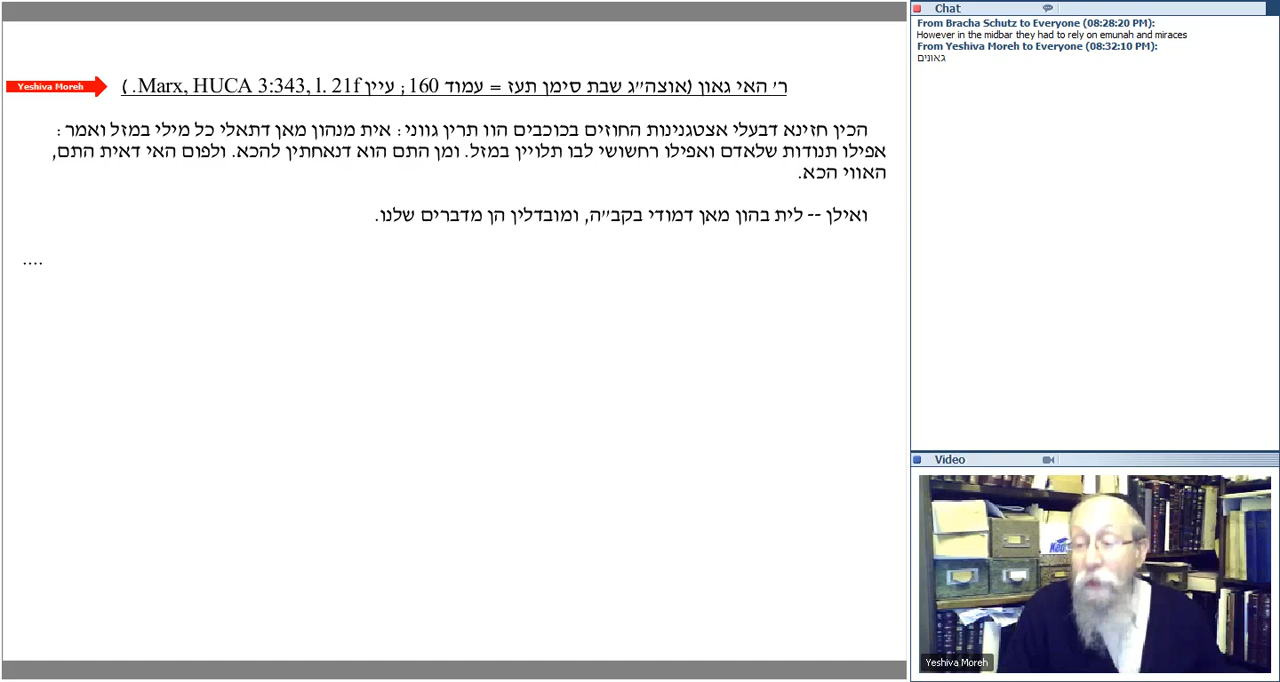 Yeshiva Moreh
ר׳ האי גאון (אוצה״ג שבת סימן תעז = עמוד 160; עיין Marx, HUCA 3:343, l. 21f.)
הכין חזינא דבעלי אצטגנינות החוזים בכוכבים הוו תרין גווני: אית מנהון מאן דתאלי כל מילי במזל ואמר:
אפילו תנודות שלאדם ואפילו רחשושי לבו תלויין במזל. ומן התם הוא דנאחתין להכא. ולפום האי דאית התם,
האווי הכא.
ואילן -- לית בהון מאן דמודי בקב״ה, ומובדלין הן מדברים שלנו.
....
Chat
From Bracha Schutz to Everyone (08:28:20 PM):
However in the midbar they had to rely on emunah and miraces
From Yeshiva Moreh to Everyone (08:32:10 PM):
גאונים
Video
Yeshiva Moreh